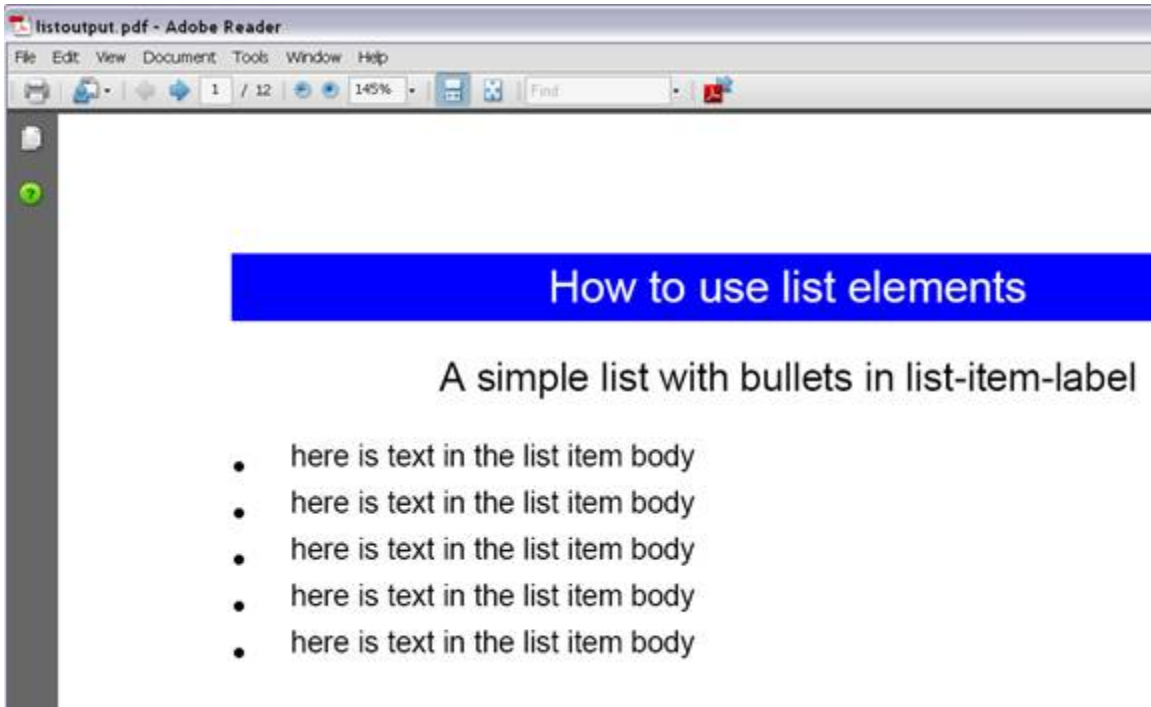 listoutput.pdf - Adobe Reader
File Edit View Document Tools Window Help
1 / 12 145% Find
How to use list elements
A simple list with bullets in list-item-label
• here is text in the list item body
• here is text in the list item body
• here is text in the list item body
• here is text in the list item body
• here is text in the list item body